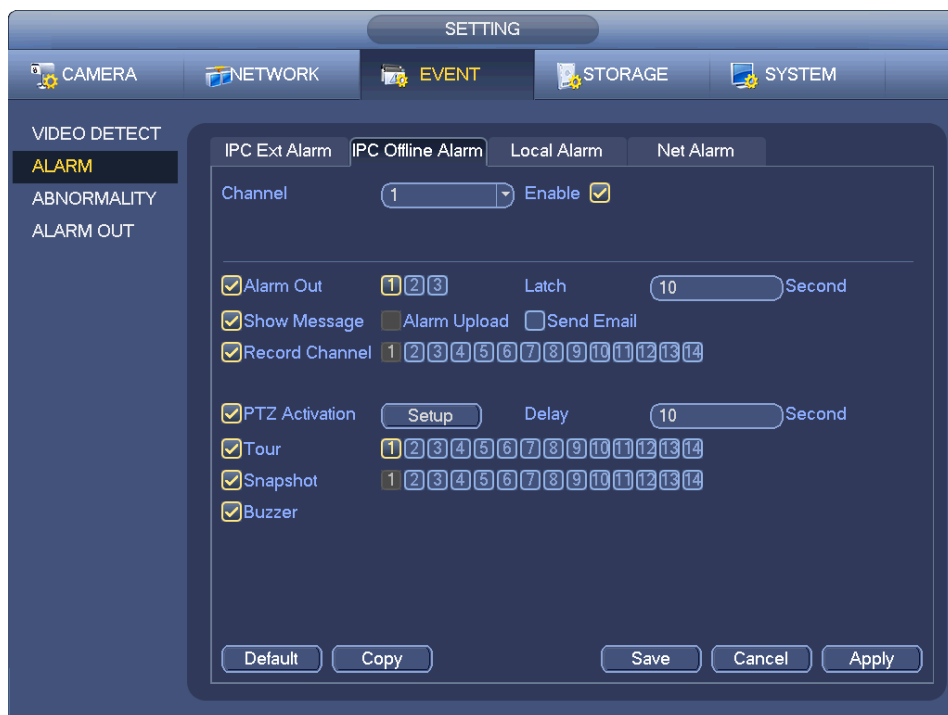 SETTING
CAMERA NETWORK EVENT STORAGE SYSTEM
VIDEO DETECT
ALARM
ABNORMALITY
ALARM OUT
IPC Ext Alarm IPC Offline Alarm Local Alarm Net Alarm
Channel 1 Enable
Alarm Out 1 2 3 Latch 10 Second
Show Message Alarm Upload Send Email
Record Channel 1 2 3 4 5 6 7 8 9 10 11 12 13 14
PTZ Activation Setup Delay 10 Second
Tour 1 2 3 4 5 6 7 8 9 10 11 12 13 14
Snapshot 1 2 3 4 5 6 7 8 9 10 11 12 13 14
Buzzer
Default Copy Save Cancel Apply